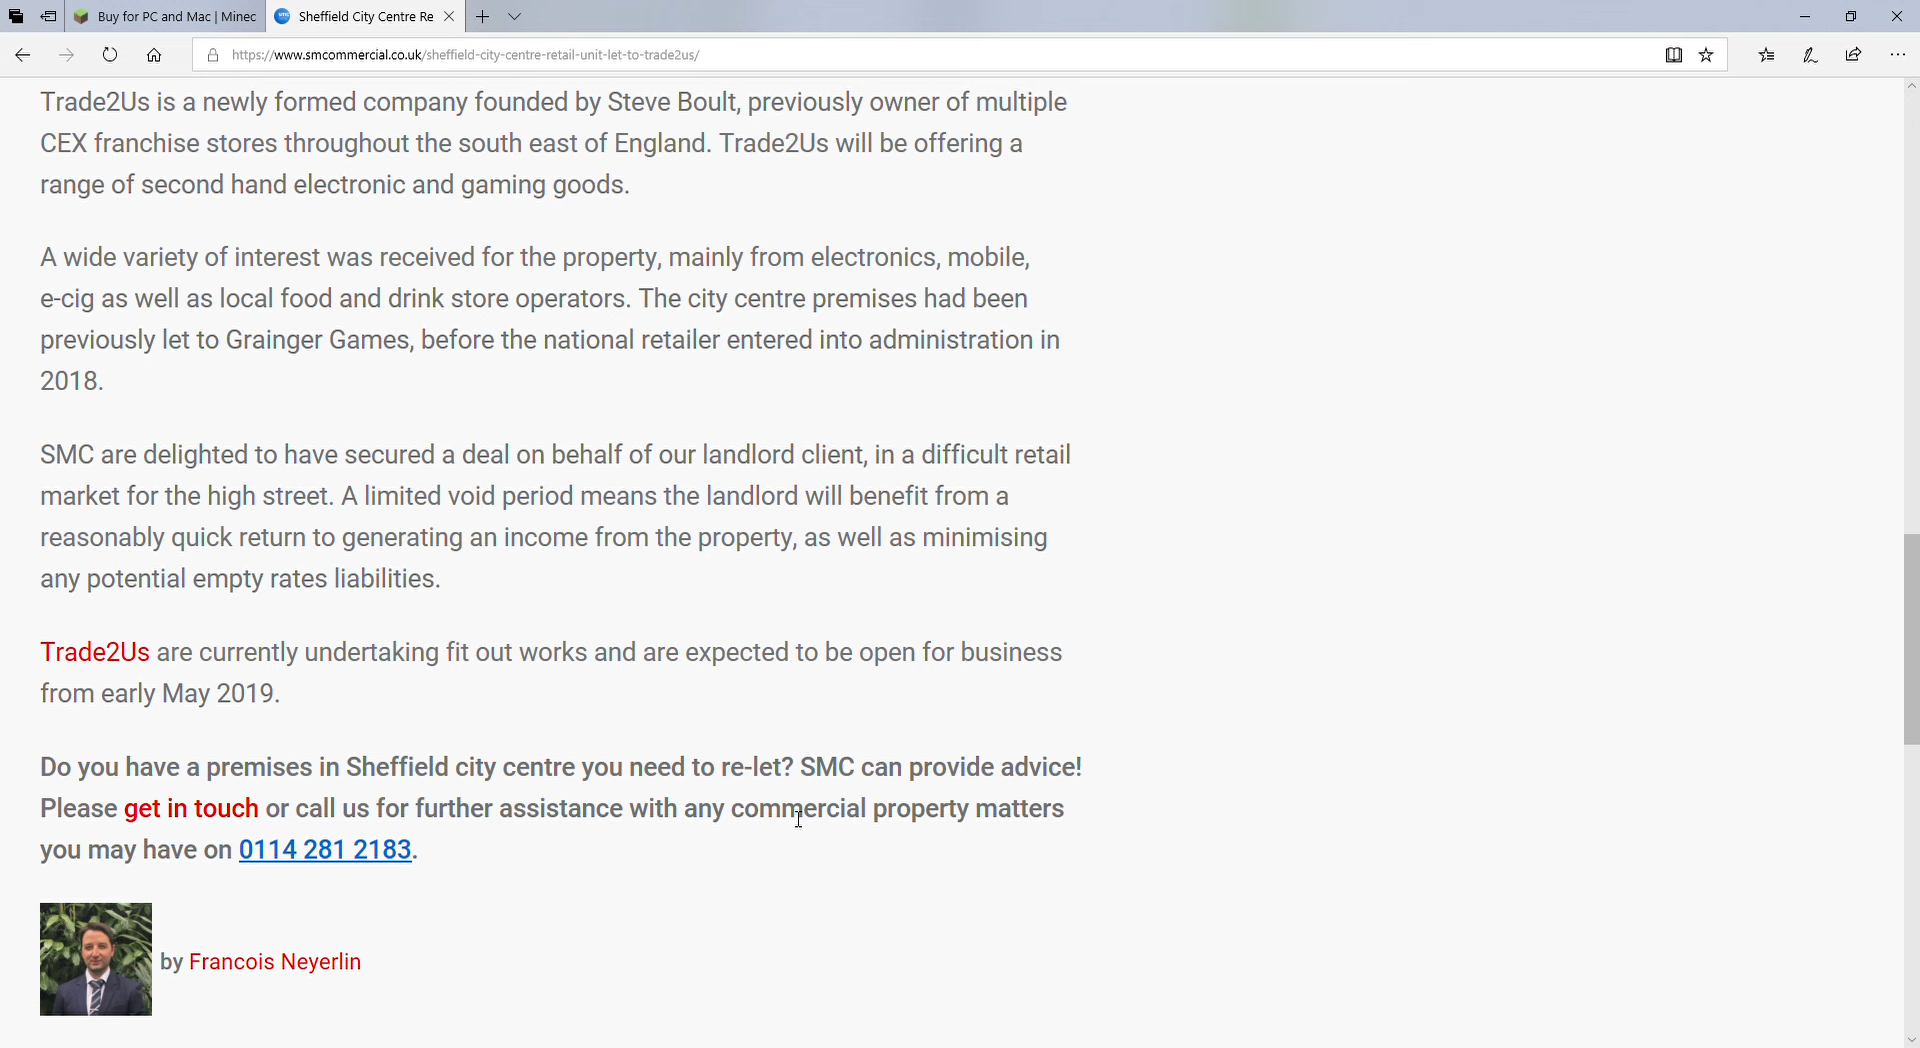 Buy for PC and Mac | Minec
Sheffield City Centre Re
https://www.smcommercial.co.uk/sheffield-city-centre-retail-unit-let-to-trade2us/
Trade2Us is a newly formed company founded by Steve Boult, previously owner of multiple
CEX franchise stores throughout the south east of England. Trade2Us will be offering a
range of second hand electronic and gaming goods.
A wide variety of interest was received for the property, mainly from electronics, mobile,
e-cig as well as local food and drink store operators. The city centre premises had been
previously let to Grainger Games, before the national retailer entered into administration in
2018.
SMC are delighted to have secured a deal on behalf of our landlord client, in a difficult retail
market for the high street. A limited void period means the landlord will benefit from a
reasonably quick return to generating an income from the property, as well as minimising
any potential empty rates liabilities.
Trade2Us are currently undertaking fit out works and are expected to be open for business
from early May 2019.
Do you have a premises in Sheffield city centre you need to re-let? SMC can provide advice!
Please get in touch or call us for further assistance with any commercial property matters
you may have on 0114 281 2183.
by Francois Neyerlin